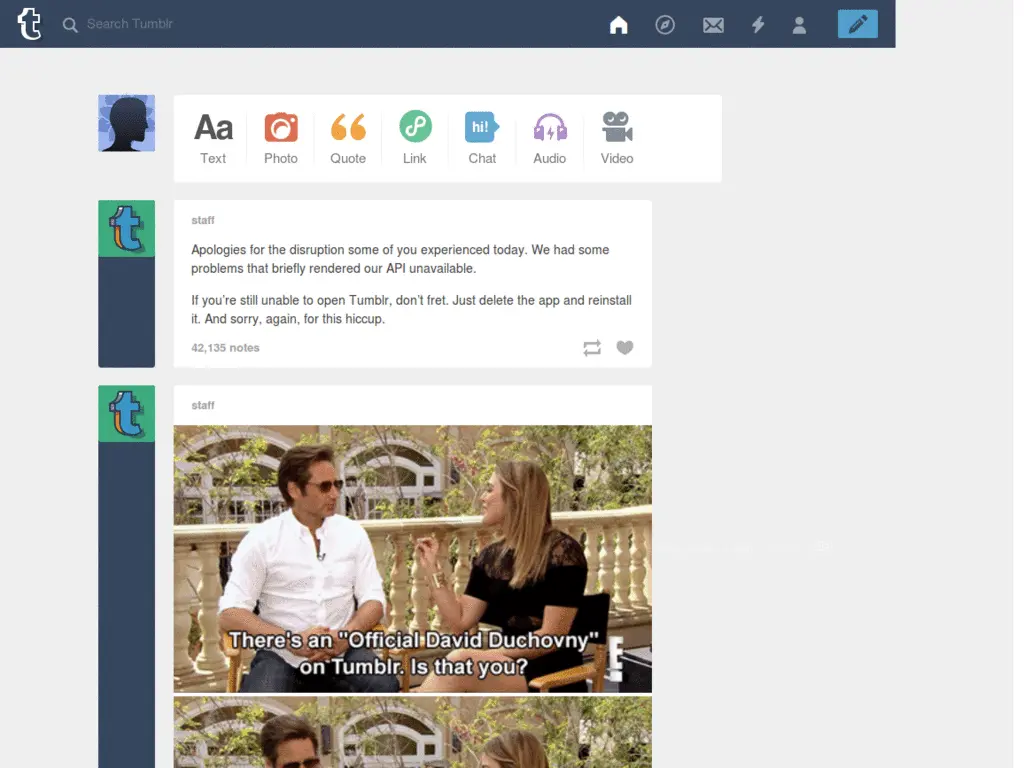 t
Search Tumblr
Aa
Text
Photo
Quote
Link
hi!
Chat
Audio
Video
t
staff
Apologies for the disruption some of you experienced today. We had some
problems that briefly rendered our API unavailable.
If you’re still unable to open Tumblr, don’t fret. Just delete the app and reinstall
it. And sorry, again, for this hiccup.
42,135 notes
t
staff
There's an "Official David Duchovny"
on Tumblr. Is that you?
E